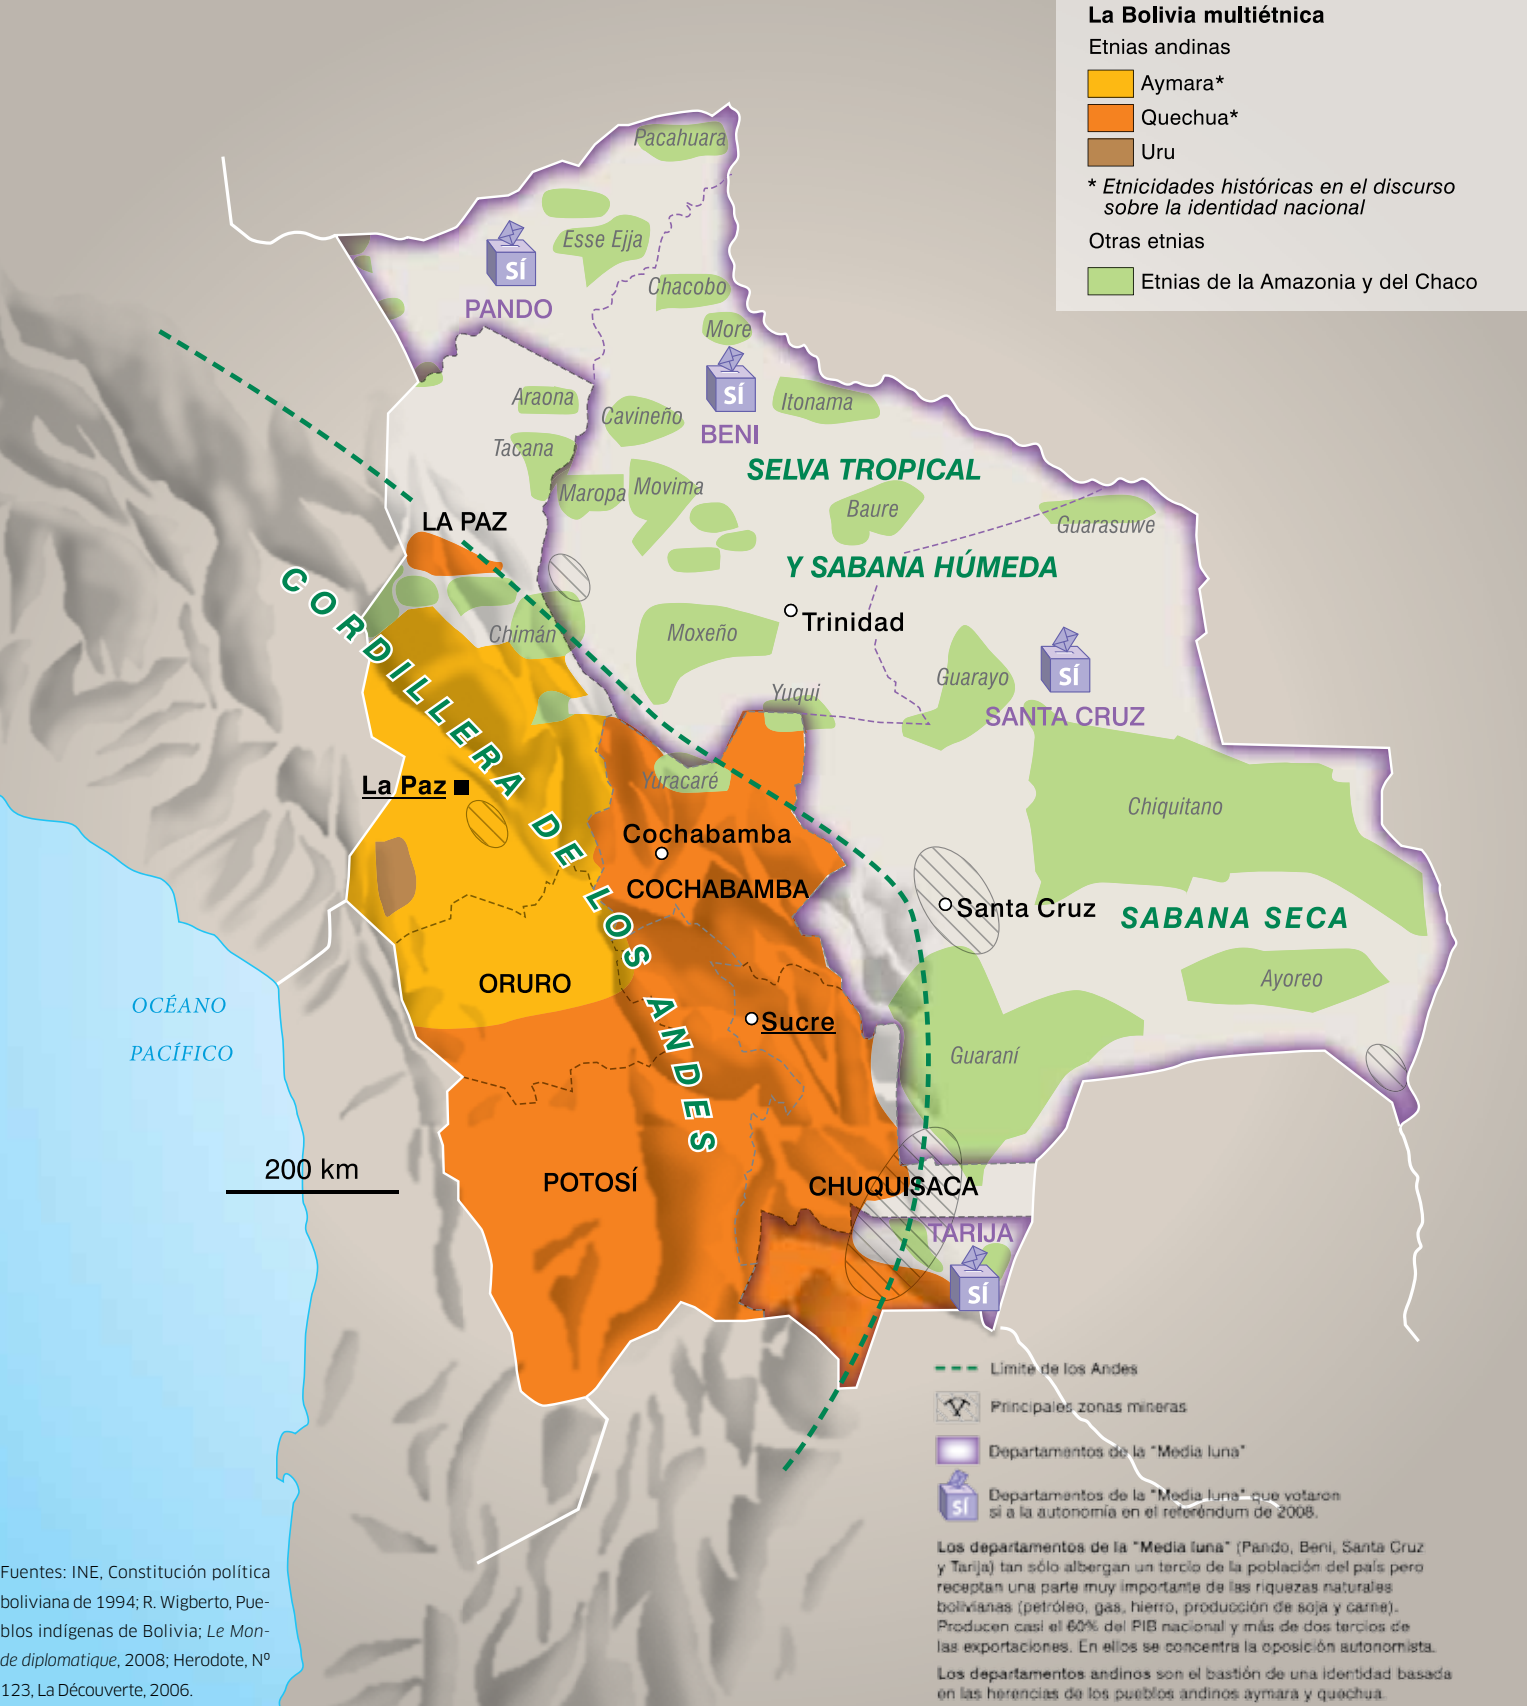 La Bolivia multiétnica
Etnias andinas
Aymara*
Quechua*
Uru
* Etnicidades históricas en el discurso
sobre la identidad nacional
Otras etnias
Etnias de la Amazonia y del Chaco
Pacahuara
Esse Ejja
SÍ
PANDO
Chacobo
More
SÍ
BENI
Araona
Cavineño
Itonama
Tacana
SELVA TROPICAL
Maropa
Movima
Baure
Guarasuwe
LA PAZ
Y SABANA HÚMEDA
CORDILLERA DE LOS ANDES
Chimán
Moxeño
Trinidad
Guarayo
SÍ
SANTA CRUZ
Yuqui
Yuracaré
La Paz
Chiquitano
Cochabamba
COCHABAMBA
Santa Cruz
SABANA SECA
ORURO
Ayoreo
OCÉANO
PACÍFICO
Sucre
Guaraní
200 km
POTOSÍ
CHUQUISACA
TARIJA
SÍ
Límite de los Andes
Principales zonas mineras
Departamentos de la "Media luna"
SÍ
Departamentos de la "Media luna" que votaron
sí a la autonomía en el referéndum de 2008.
Los departamentos de la "Media luna" (Pando, Beni, Santa Cruz
y Tarija) tan sólo albergan un tercio de la población del país pero
receptan una parte muy importante de las riquezas naturales
bolivianas (petróleo, gas, hierro, producción de soja y carne).
Producen casi el 60% del PIB nacional y más de dos tercios de
las exportaciones. En ellos se concentra la oposición autonomista.
Los departamentos andinos son el bastión de una identidad basada
en las herencias de los pueblos andinos aymara y quechua.
Fuentes: INE, Constitución política
boliviana de 1994; R. Wigberto, Pue-
blos indígenas de Bolivia; Le Mon-
de diplomatique, 2008; Herodote, Nº
123, La Découverte, 2006.